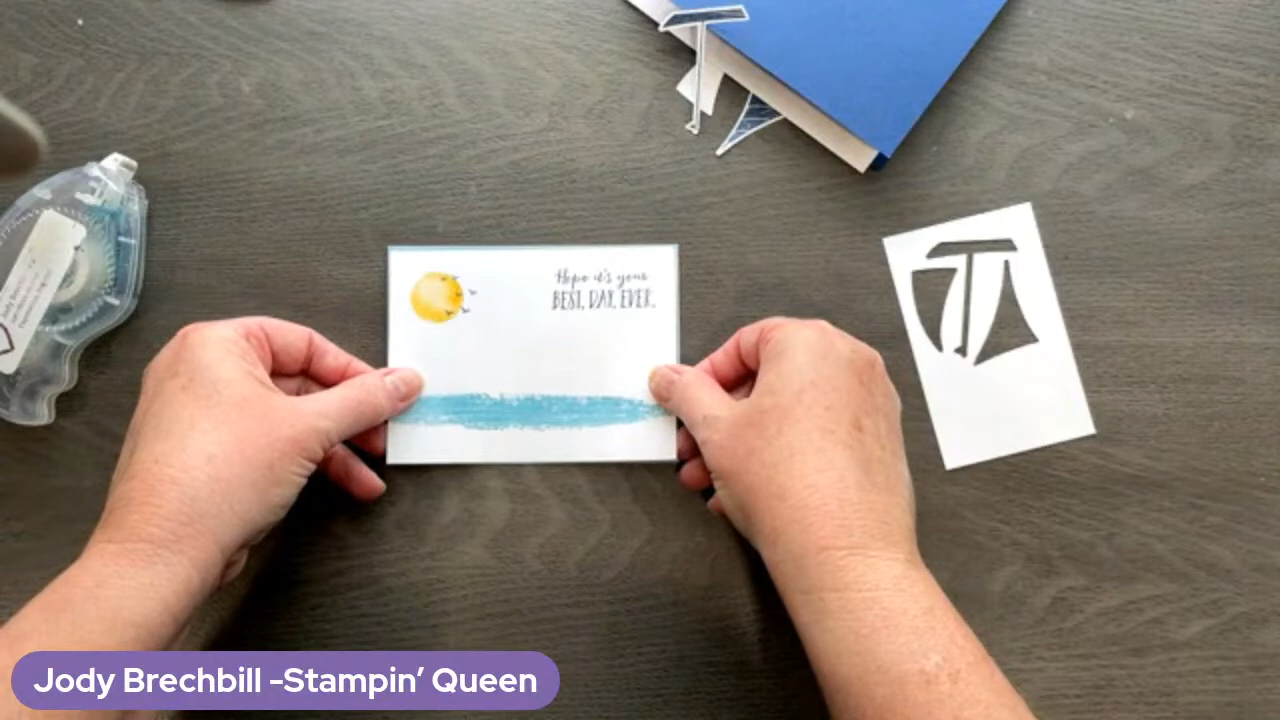 Hope it's your
BEST. DAY. EVER.
Jody Brechbill -Stampin' Queen